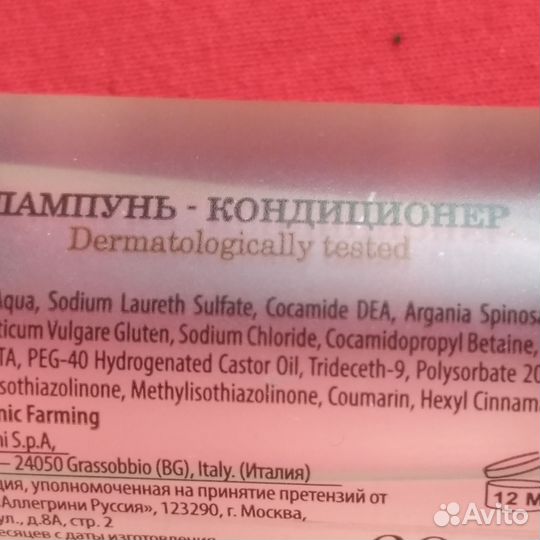 ШАМПУНЬ - КОНДИЦИОНЕР
Dermatologically tested
Aqua, Sodium Laureth Sulfate, Cocamide DEA, Argania Spinosa
ticum Vulgare Gluten, Sodium Chloride, Cocamidopropyl Betaine,
TA, PEG-40 Hydrogenated Castor Oil, Trideceth-9, Polysorbate 20
sothiazolinone, Methylisothiazolinone, Coumarin, Hexyl Cinnam
nic Farming
ni S.p.A,
– 24050 Grassobbio (BG), Italy. (Италия)
ция, уполномоченная на принятие претензий от
«Аллегрини Руссия», 123290, г. Москва,
ул., д.8А, стр. 2
месяцев с даты изготовления
12 M
Avito